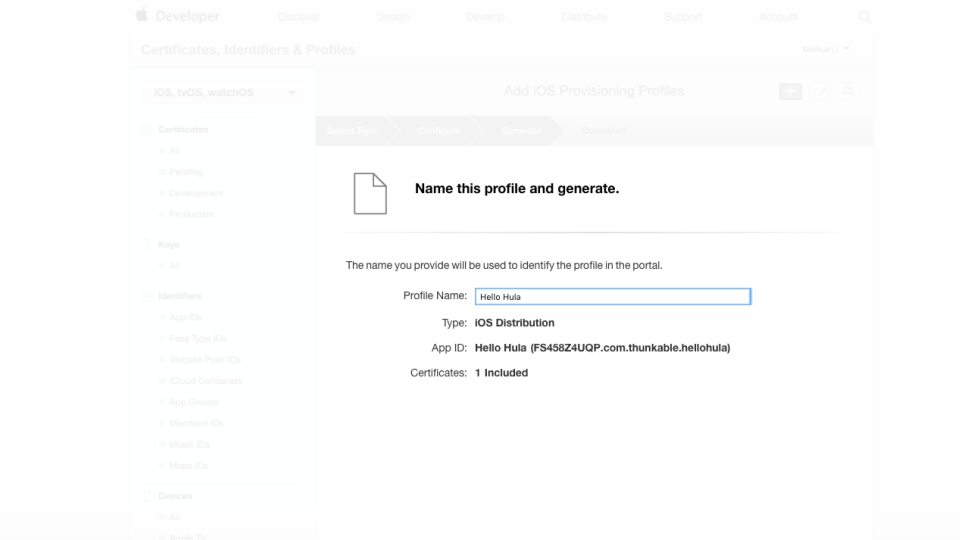 Developer Discover Design Develop Distribute Support Account
Certificates, Identifiers & Profiles
iOS, tvOS, watchOS
Add iOS Provisioning Profiles
Certificates
All
Pending
Development
Production
Keys
All
Identifiers
App IDs
Pass Type IDs
Website Push IDs
iCloud Containers
App Groups
Merchant IDs
Music IDs
Maps IDs
Devices
All
Apple TV
Select Type Configure Generate Download
Name this profile and generate.
The name you provide will be used to identify the profile in the portal.
Profile Name: Hello Hula
Type: iOS Distribution
App ID: Hello Hula (FS458Z4UQP.com.thunkable.hellohula)
Certificates: 1 Included